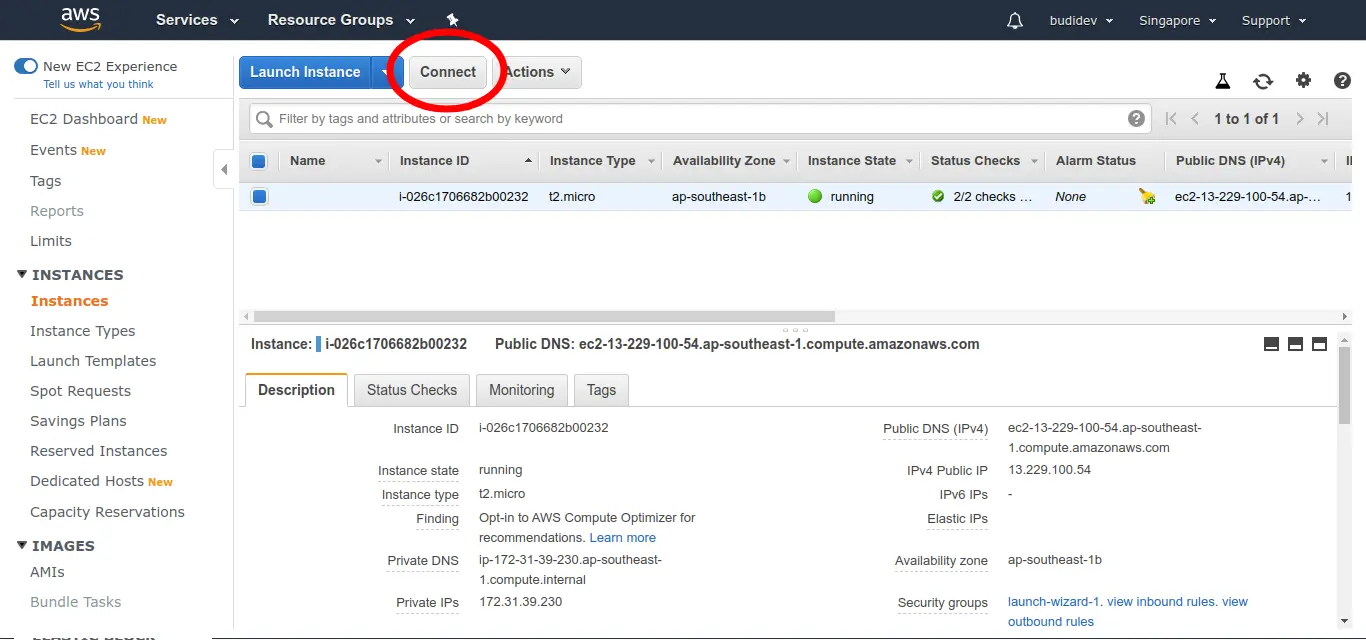 aws Services Resource Groups budidev Singapore Support
New EC2 Experience
Tell us what you think
EC2 Dashboard New
Events New
Tags
Reports
Limits
INSTANCES
Instances
Instance Types
Launch Templates
Spot Requests
Savings Plans
Reserved Instances
Dedicated Hosts New
Capacity Reservations
IMAGES
AMIs
Bundle Tasks
ELASTIC BLOCK
Launch Instance Connect Actions
Filter by tags and attributes or search by keyword 1 to 1 of 1
Name Instance ID Instance Type Availability Zone Instance State Status Checks Alarm Status Public DNS (IPv4)
i-026c1706682b00232 t2.micro ap-southeast-1b running 2/2 checks ... None ec2-13-229-100-54.ap-... 1
Instance: i-026c1706682b00232 Public DNS: ec2-13-229-100-54.ap-southeast-1.compute.amazonaws.com
Description Status Checks Monitoring Tags
Instance ID i-026c1706682b00232
Instance state running
Instance type t2.micro
Finding Opt-in to AWS Compute Optimizer for
recommendations. Learn more
Private DNS ip-172-31-39-230.ap-southeast-
1.compute.internal
Private IPs 172.31.39.230
Public DNS (IPv4) ec2-13-229-100-54.ap-southeast-
1.compute.amazonaws.com
IPv4 Public IP 13.229.100.54
IPv6 IPs -
Elastic IPs
Availability zone ap-southeast-1b
Security groups launch-wizard-1. view inbound rules. view
outbound rules